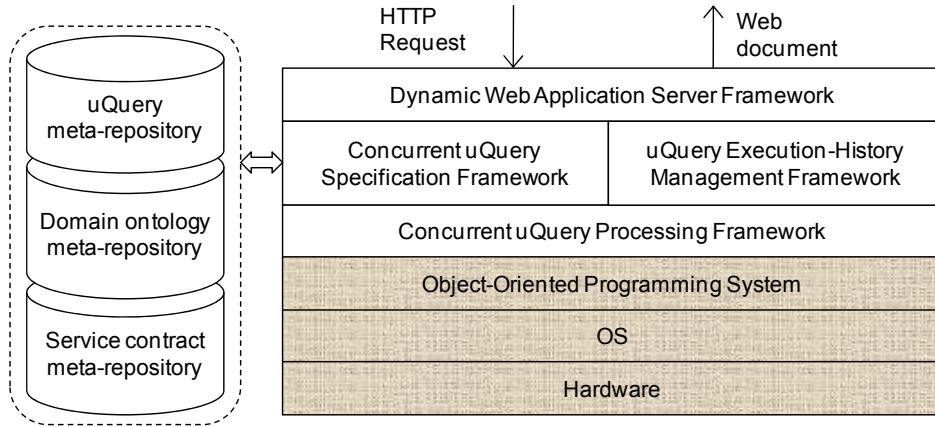 HTTP
Request
Web
document
uQuery
meta-repository
Domain ontology
meta-repository
Service contract
meta-repository
Dynamic Web Application Server Framework
Concurrent uQuery
Specification Framework
uQuery Execution-History
Management Framework
Concurrent uQuery Processing Framework
Object-Oriented Programming System
OS
Hardware